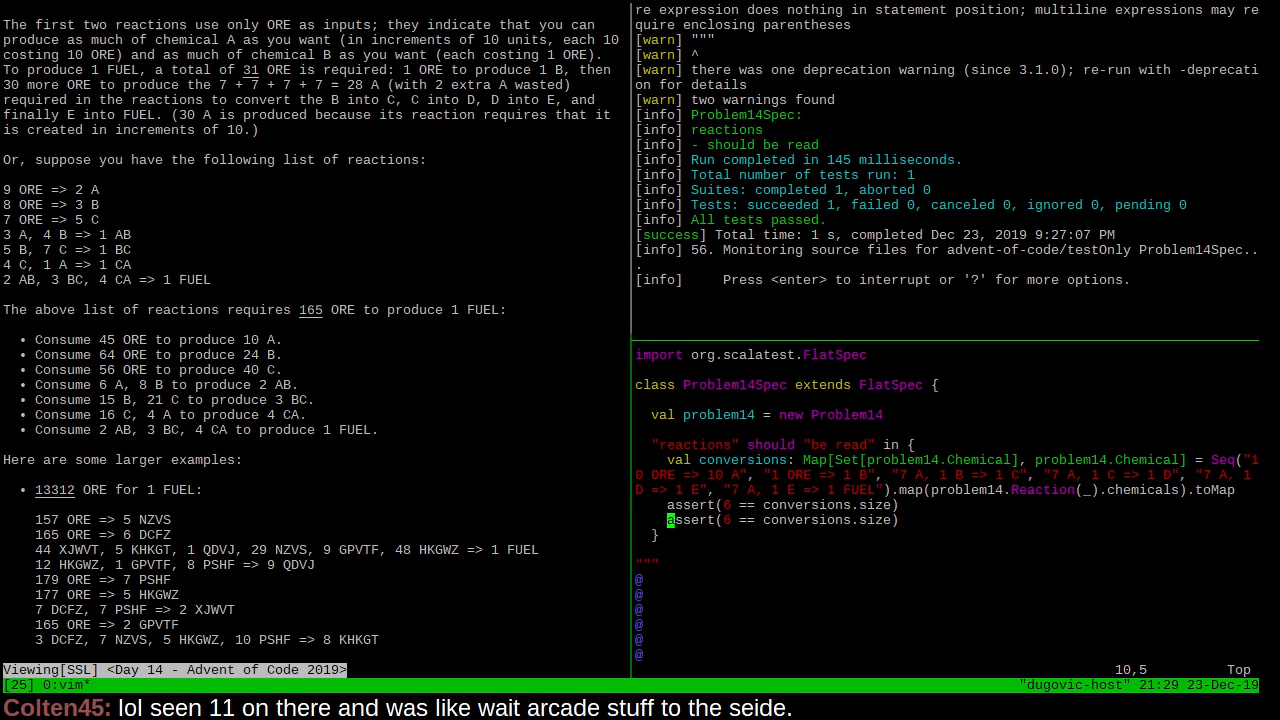 The first two reactions use only ORE as inputs; they indicate that you can
produce as much of chemical A as you want (in increments of 10 units, each 10
costing 10 ORE) and as much of chemical B as you want (each costing 1 ORE).
To produce 1 FUEL, a total of 31 ORE is required: 1 ORE to produce 1 B, then
30 more ORE to produce the 7 + 7 + 7 + 7 = 28 A (with 2 extra A wasted)
required in the reactions to convert the B into C, C into D, D into E, and
finally E into FUEL. (30 A is produced because its reaction requires that it
is created in increments of 10.)
Or, suppose you have the following list of reactions:
9 ORE => 2 A
8 ORE => 3 B
7 ORE => 5 C
3 A, 4 B => 1 AB
5 B, 7 C => 1 BC
4 C, 1 A => 1 CA
2 AB, 3 BC, 4 CA => 1 FUEL
The above list of reactions requires 165 ORE to produce 1 FUEL:
• Consume 45 ORE to produce 10 A.
• Consume 64 ORE to produce 24 B.
• Consume 56 ORE to produce 40 C.
• Consume 6 A, 8 B to produce 2 AB.
• Consume 15 B, 21 C to produce 3 BC.
• Consume 16 C, 4 A to produce 4 CA.
• Consume 2 AB, 3 BC, 4 CA to produce 1 FUEL.
Here are some larger examples:
• 13312 ORE for 1 FUEL:
157 ORE => 5 NZVS
165 ORE => 6 DCFZ
44 XJWVT, 5 KHKGT, 1 QDVJ, 29 NZVS, 9 GPVTF, 48 HKGWZ => 1 FUEL
12 HKGWZ, 1 GPVTF, 8 PSHF => 9 QDVJ
179 ORE => 7 PSHF
177 ORE => 5 HKGWZ
7 DCFZ, 7 PSHF => 2 XJWVT
165 ORE => 2 GPVTF
3 DCFZ, 7 NZVS, 5 HKGWZ, 10 PSHF => 8 KHKGT
Viewing[SSL] <Day 14 - Advent of Code 2019>
re expression does nothing in statement position; multiline expressions may re
quire enclosing parentheses
[warn] """
[warn] ^
[warn] there was one deprecation warning (since 3.1.0); re-run with -deprecati
on for details
[warn] two warnings found
[info] Problem14Spec:
[info] reactions
[info] - should be read
[info] Run completed in 145 milliseconds.
[info] Total number of tests run: 1
[info] Suites: completed 1, aborted 0
[info] Tests: succeeded 1, failed 0, canceled 0, ignored 0, pending 0
[info] All tests passed.
[success] Total time: 1 s, completed Dec 23, 2019 9:27:07 PM
[info] 56. Monitoring source files for advent-of-code/testOnly Problem14Spec..
.
[info]     Press <enter> to interrupt or '?' for more options.
import org.scalatest.FlatSpec
class Problem14Spec extends FlatSpec {
val problem14 = new Problem14
"reactions" should "be read" in {
val conversions: Map[Set[problem14.Chemical], problem14.Chemical] = Seq("1
0 ORE => 10 A", "1 ORE => 1 B", "7 A, 1 B => 1 C", "7 A, 1 C => 1 D", "7 A, 1
D => 1 E", "7 A, 1 E => 1 FUEL").map(problem14.Reaction(_).chemicals).toMap
assert(6 == conversions.size)
assert(6 == conversions.size)
}
"""
@
@
@
@
@
@
10,5 Top
[25] 0:vim* "dugovic-host" 21:29 23-Dec-19
Colten45: lol seen 11 on there and was like wait arcade stuff to the seide.